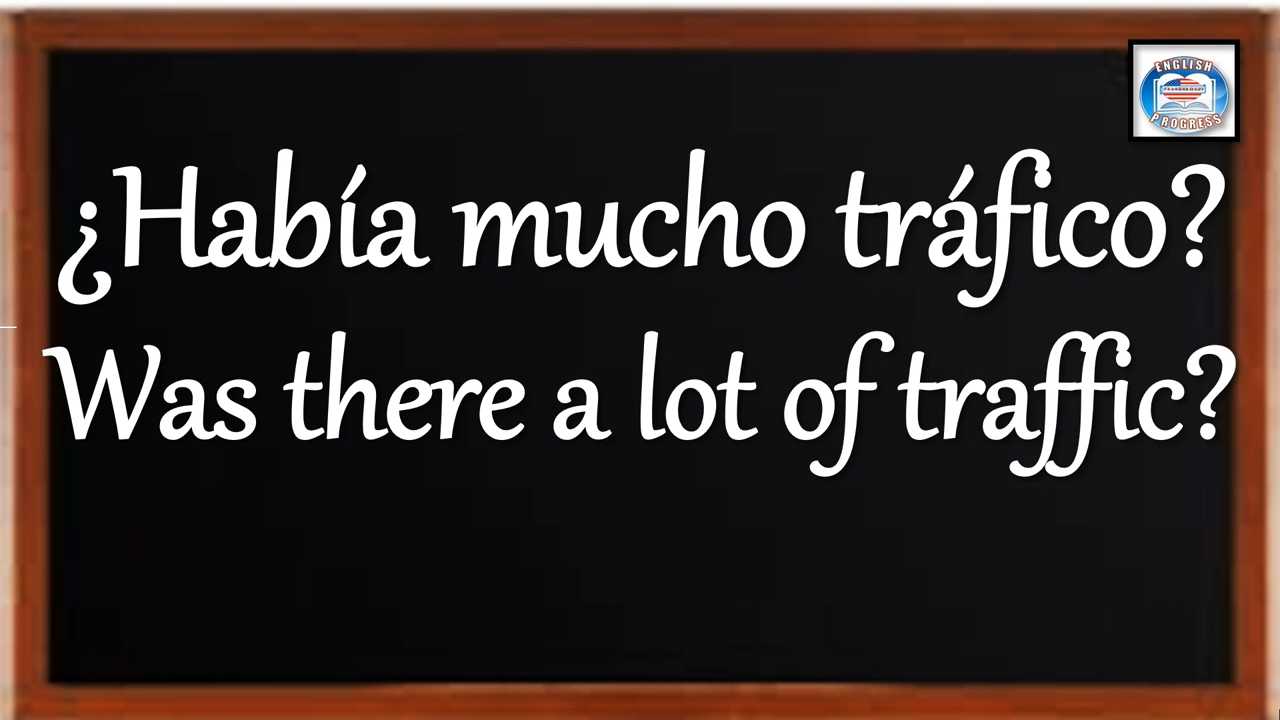 ENGLISH
PROGRESS
¿Había mucho tráfico?
Was there a lot of traffic?